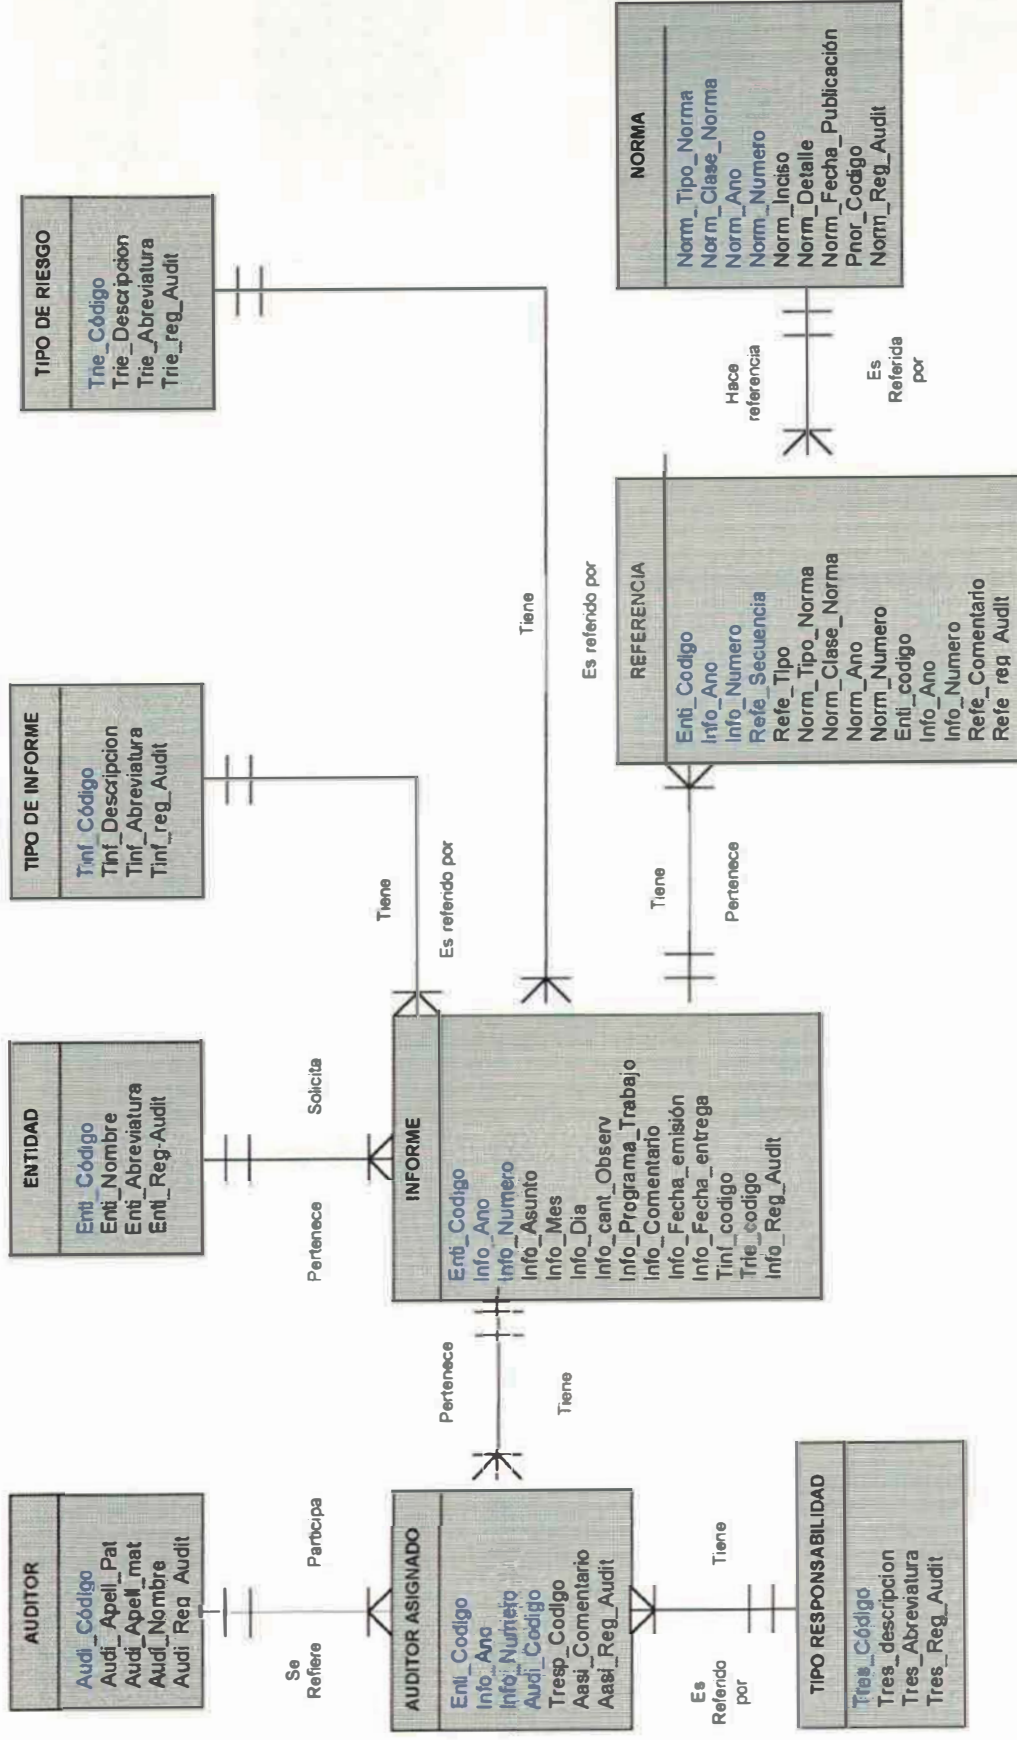 AUDITOR
Audi_Código
Audi_Apell_Pat
Audi_Apell_mat
Audi_Nombre
Audi Reg Audit
ENTIDAD
Enti_Código
Enti_Nombre
Enti_Abreviatura
Enti_Reg-Audit
TIPO DE INFORME
Tinf_Código
Tinf_Descripcion
Tinf_Abreviatura
Tinf_reg_Audit
TIPO DE RIESGO
Trie_Código
Trie_Descripcion
Trie_Abreviatura
Trie_reg_Audit
Se
Refiere
Participa
Pertenece
Solicita
Tiene
Es referido por
Tiene
Es referido por
AUDITOR ASIGNADO
Enti_Codigo
Info_Ano
Info_Numero
Audi_Codigo
Tresp_Codigo
Aasi_Comentario
Aasi_Reg_Audit
Pertenece
Tiene
INFORME
Enti_Codigo
Info_Ano
Info_Numero
Info_Asunto
Info_Mes
Info_Dia
Info_cant_Observ
Info_Programa_Trabajo
Info_Comentario
Info_Fecha_emisión
Info_Fecha_entrega
Tinf_codigo
Trie_codigo
Info_Reg_Audit
Tiene
Pertenece
REFERENCIA
Enti_Codigo
Info_Ano
Info_Numero
Refe_Secuencia
Refe_Tipo
Norm_Tipo_Norma
Norm_Clase_Norma
Norm_Ano
Norm_Numero
Enti_codigo
Info_Ano
Info_Numero
Refe_Comentario
Refe_reg_Audit
Hace
referencia
Es
Referida
por
NORMA
Norm_Tipo_Norma
Norm_Clase_Norma
Norm_Ano
Norm_Numero
Norm_Inciso
Norm_Detalle
Norm_Fecha_Publicación
Pnor_Codigo
Norm_Reg_Audit
Es
Referido
por
Tiene
TIPO RESPONSABILIDAD
Tres_Código
Tres_descripcion
Tres_Abreviatura
Tres_Reg_Audit